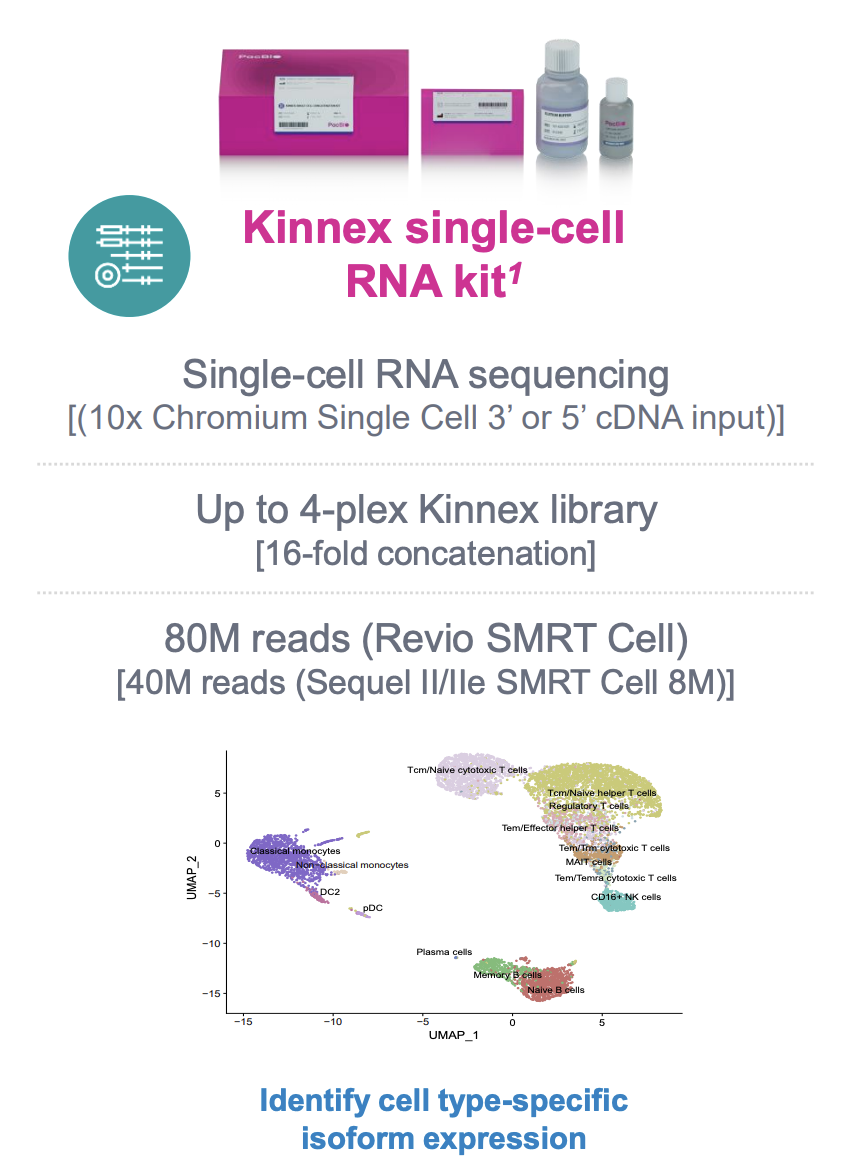 PacBio
PacBio
PacBio
Kinnex single-cell
RNA kit¹
Single-cell RNA sequencing
[(10x Chromium Single Cell 3’ or 5’ cDNA input)]
Up to 4-plex Kinnex library
[16-fold concatenation]
80M reads (Revio SMRT Cell)
[40M reads (Sequel II/IIe SMRT Cell 8M)]
Tcm/Naive cytotoxic T cells
Tcm/Naive helper T cells
Regulatory T cells
Tem/Effector helper T cells
Tem/Trm cytotoxic T cells
MAIT cells
Tem/Temra cytotoxic T cells
CD16+ NK cells
Classical monocytes
Non-classical monocytes
DC2
pDC
Plasma cells
Memory B cells
Naive B cells
5
0
−5
−10
−15
UMAP_2
−15 −10 −5 0 5
UMAP_1
Identify cell type-specific
isoform expression